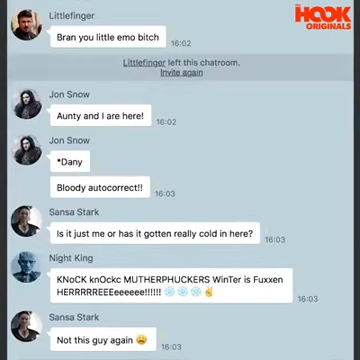 THE
HOOK
ORIGINALS
Littlefinger
Bran you little emo bitch
16:02
Littlefinger left this chatroom.
Invite again
Jon Snow
Aunty and I are here!
16:02
Jon Snow
*Dany
Bloody autocorrect!!
16:03
Sansa Stark
Is it just me or has it gotten really cold in here?
16:03
Night King
KNoCK knOckc MUTHERPHUCKERS WinTer is Fuxxen
HERRRRREEEeeeeee!!!!!! ❄️❄️❄️✌️
16:03
Sansa Stark
Not this guy again 😩
16:03